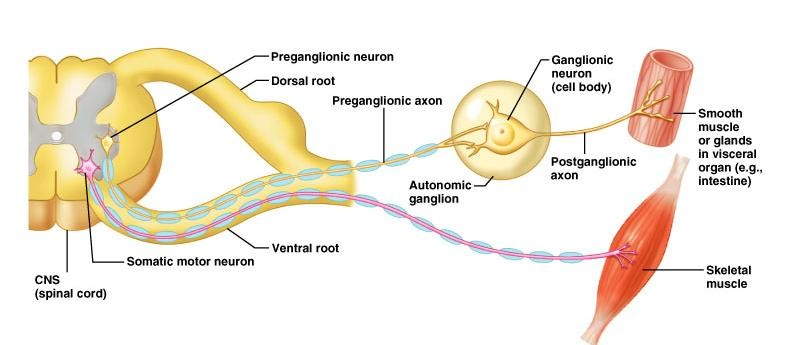 Preganglionic neuron
Dorsal root
Preganglionic axon
Ganglionic
neuron
(cell body)
Smooth
muscle
or glands
in visceral
organ (e.g.,
intestine)
Postganglionic
axon
Autonomic
ganglion
Ventral root
Somatic motor neuron
CNS
(spinal cord)
Skeletal
muscle